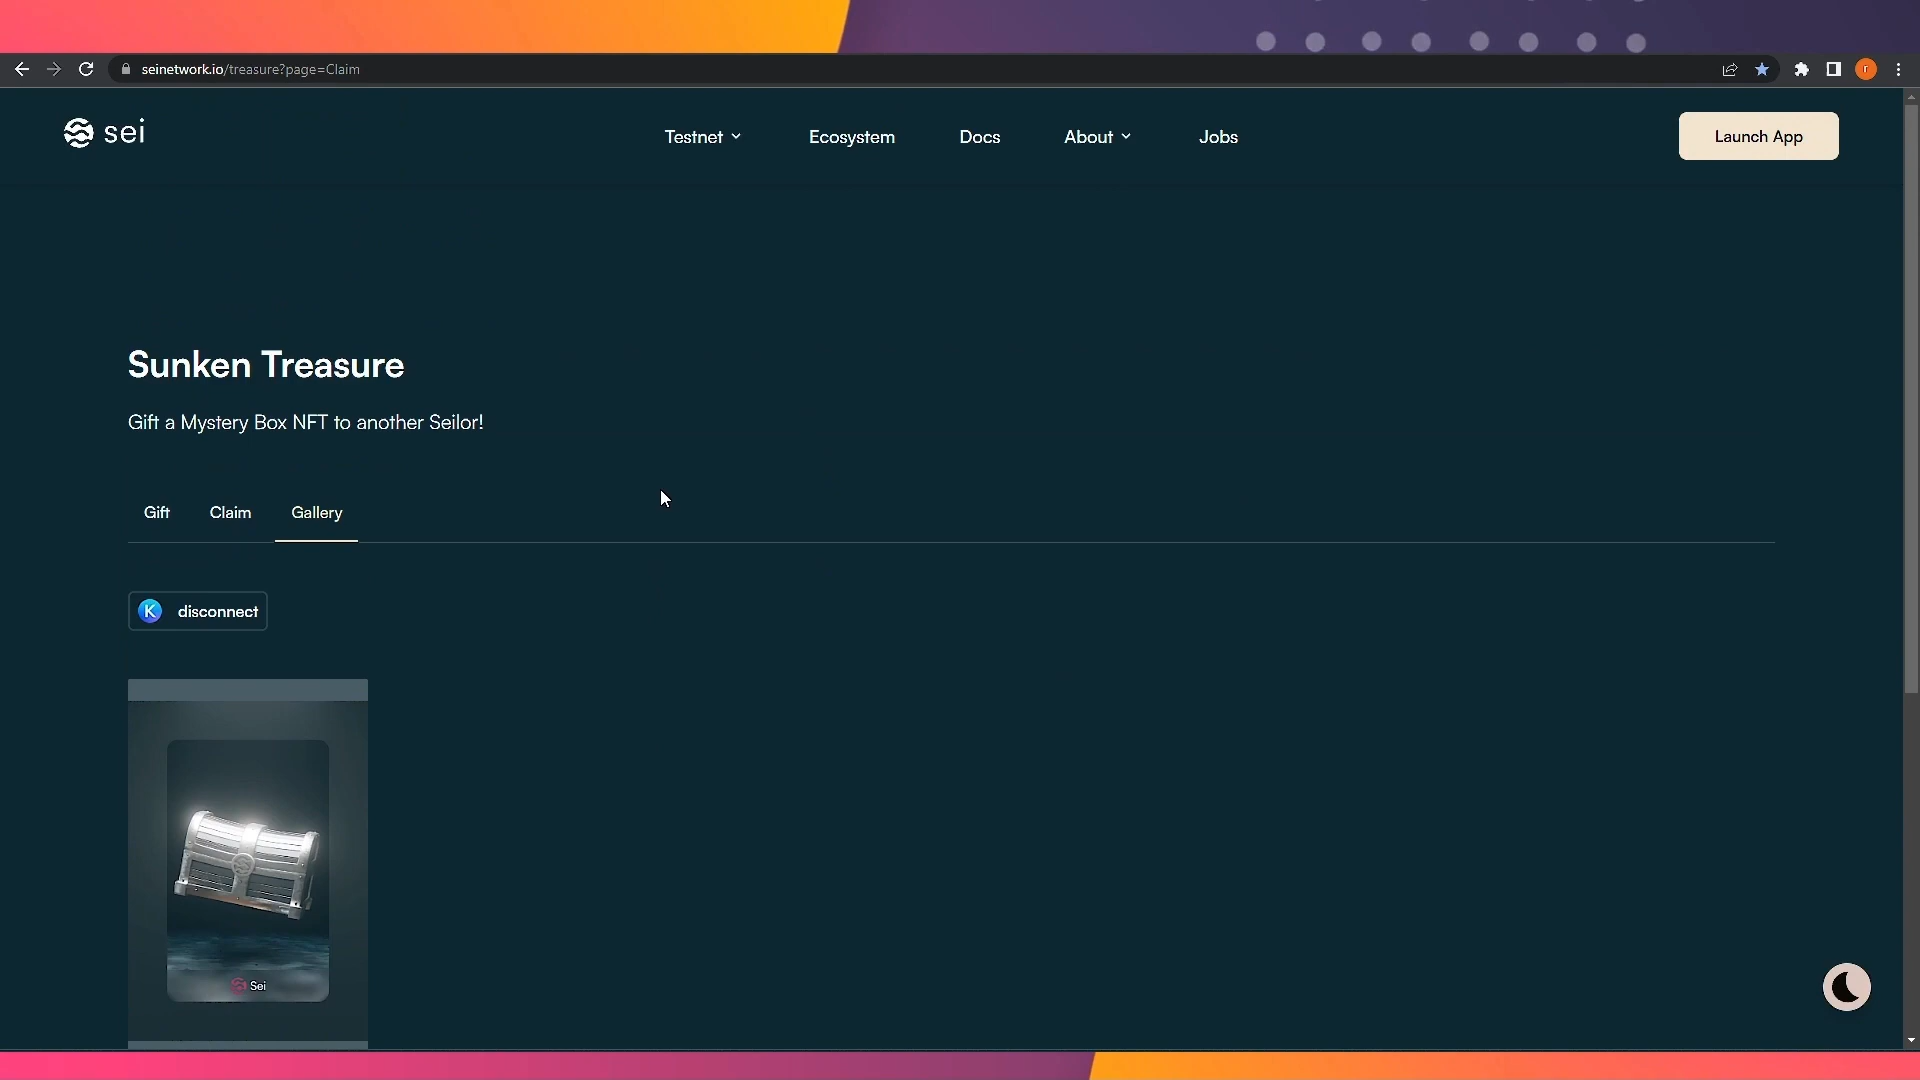 seinetwork.io/treasure?page=Claim
sei
Testnet
Ecosystem
Docs
About
Jobs
Launch App
Sunken Treasure
Gift a Mystery Box NFT to another Seilor!
Gift
Claim
Gallery
K
disconnect
Sei